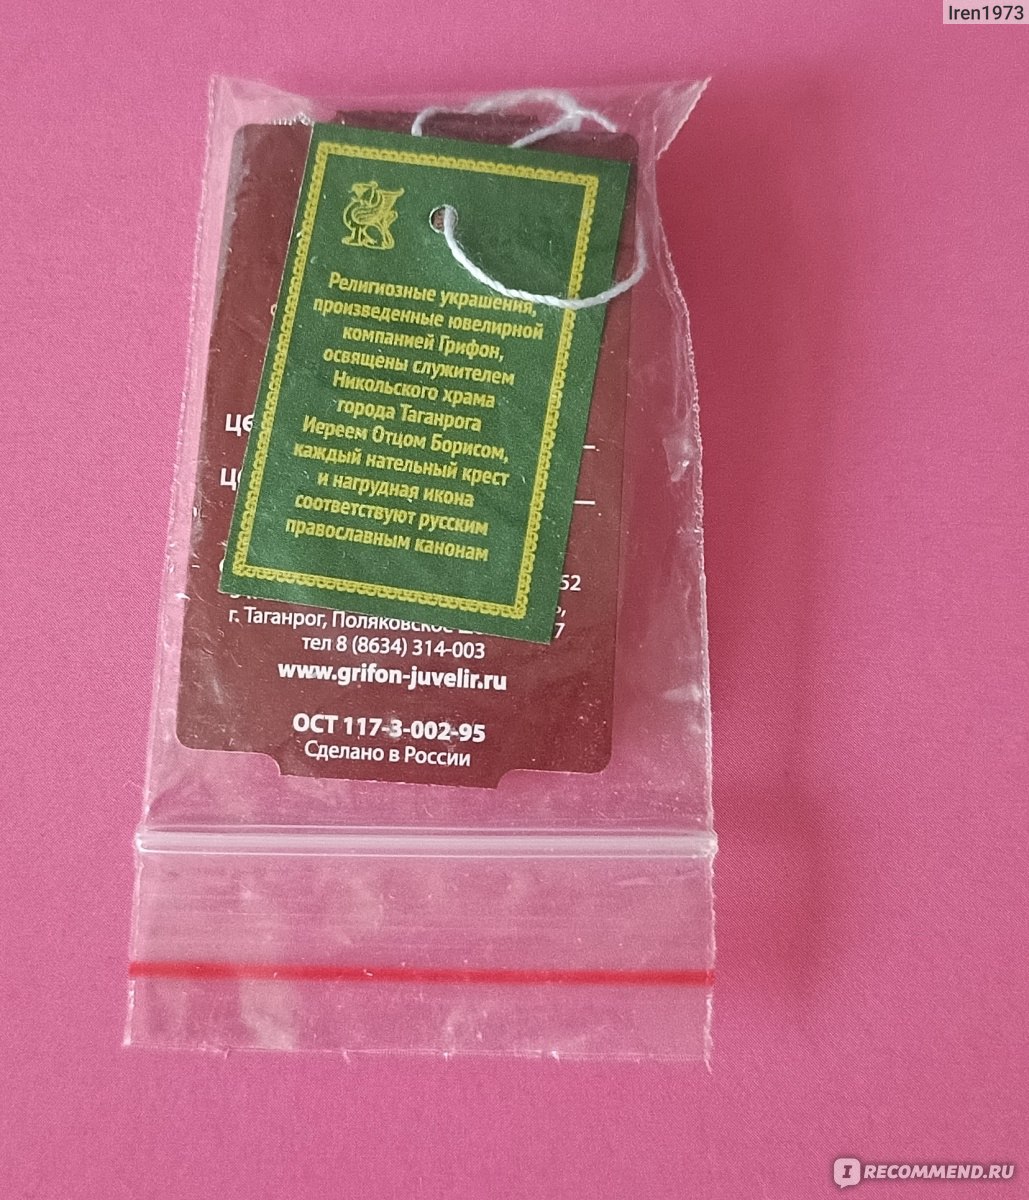 Iren1973
Религиозные украшения,
произведенные ювелирной
компанией Грифон,
освящены служителем
Никольского храма
города Таганрога
Иереем Отцом Борисом,
каждый нательный крест
и нагрудная икона
соответствуют русским
православным канонам
52
г. Таганрог, Поляковское 7
тел 8 (8634) 314-003
www.grifon-juvelir.ru
ОСТ 117-3-002-95
Сделано в России
I RECOMMEND.RU